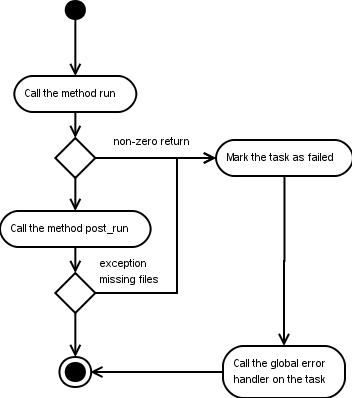 Call the method run
non-zero return
Mark the task as failed
Call the method post_run
exception
missing files
Call the global error
handler on the task